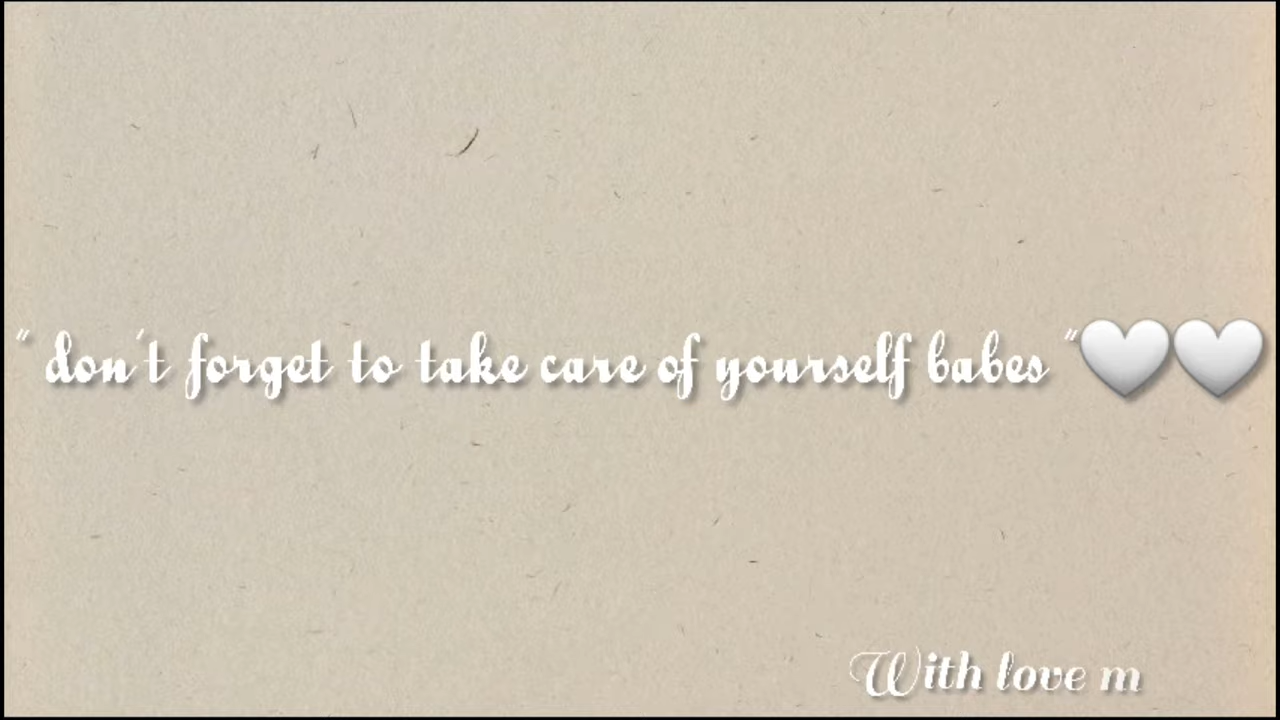 " don't forget to take care of yourself babes "🤍🤍
With love m